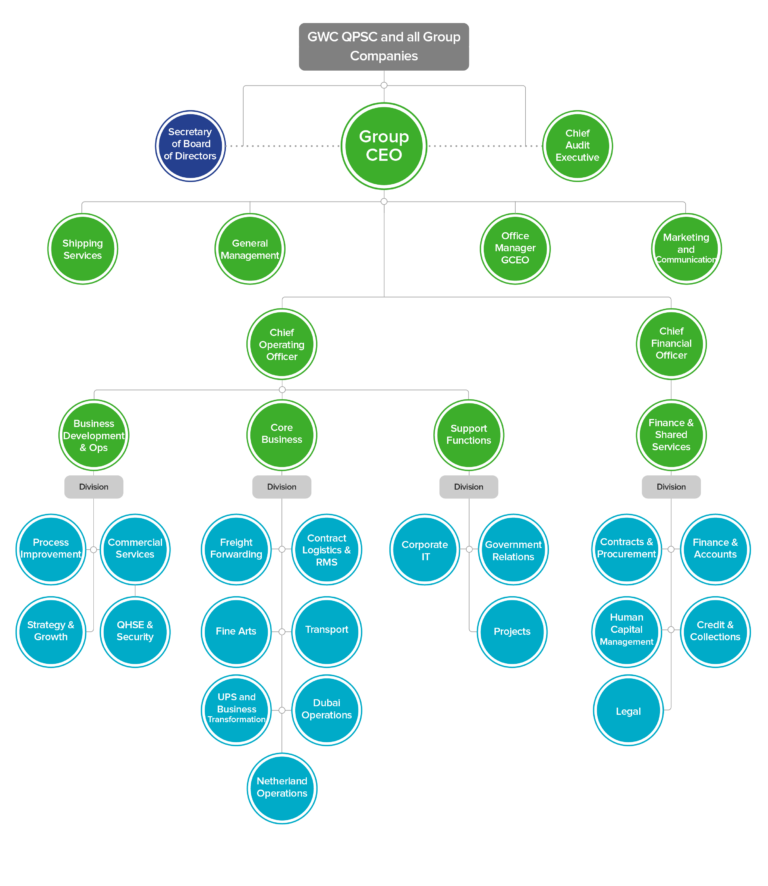 GWC QPSC and all Group
Companies
Secretary
of Board
of Directors
Group
CEO
Chief
Audit
Executive
Shipping
Services
General
Management
Office
Manager
GCEO
Marketing
and
Communication
Chief
Operating
Officer
Chief
Financial
Officer
Business
Development
& Ops
Core
Business
Support
Functions
Finance &
Shared
Services
Division
Division
Division
Division
Process
Improvement
Commercial
Services
Freight
Forwarding
Contract
Logistics &
RMS
Corporate
IT
Government
Relations
Contracts &
Procurement
Finance &
Accounts
Strategy &
Growth
QHSE &
Security
Fine Arts
Transport
Projects
Human
Capital
Management
Credit &
Collections
UPS and
Business
Transformation
Dubai
Operations
Legal
Netherland
Operations